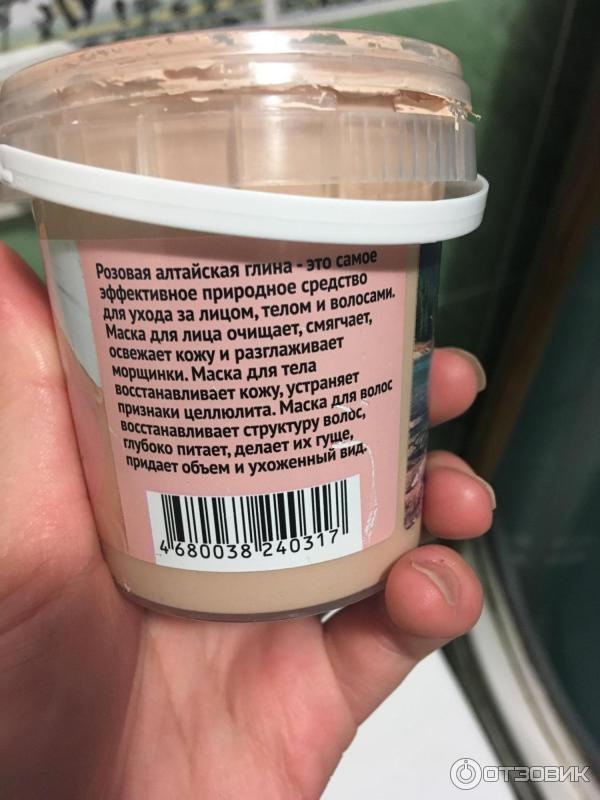 Розовая алтайская глина - это самое
эффективное природное средство
для ухода за лицом, телом и волосами.
Маска для лица очищает, смягчает,
освежает кожу и разглаживает
морщинки. Маска для тела
восстанавливает кожу, устраняет
признаки целлюлита. Маска для волос
восстанавливает структуру волос,
глубоко питает, делает их гуще,
придает объем и ухоженный вид.
4 680038 240317
ОТЗОВИК